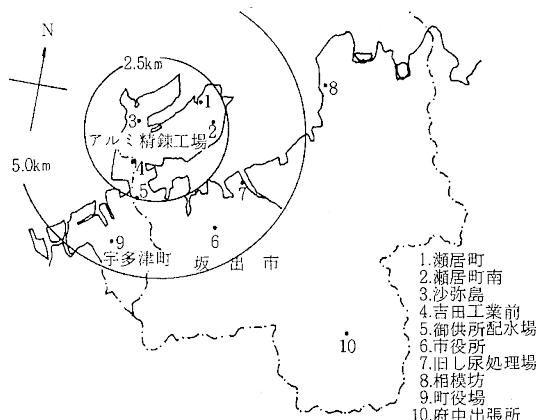 N
2.5km
1
2
3
アルミ精錬工場
4
5
5.0km
6
7
8
9
宇多津町
坂出市
10
1.瀬居町
2.瀬居町南
3.沙弥島
4.吉田工業前
5.御供所配水場
6.市役所
7.旧し尿処理場
8.相模坊
9.町役場
10.府中出張所